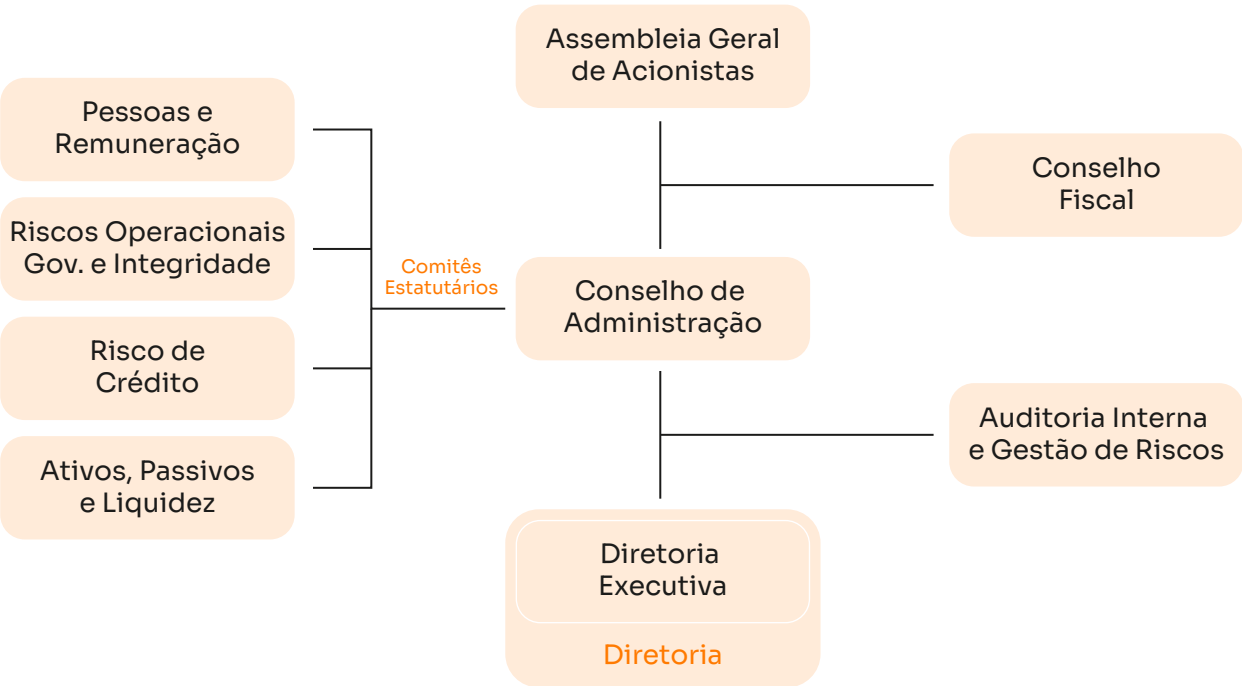 Assembleia Geral
de Acionistas
Pessoas e
Remuneração
Conselho
Fiscal
Riscos Operacionais
Gov. e Integridade
Comitês
Estatutários
Conselho de
Administração
Risco de
Crédito
Auditoria Interna
e Gestão de Riscos
Ativos, Passivos
e Liquidez
Diretoria
Executiva
Diretoria